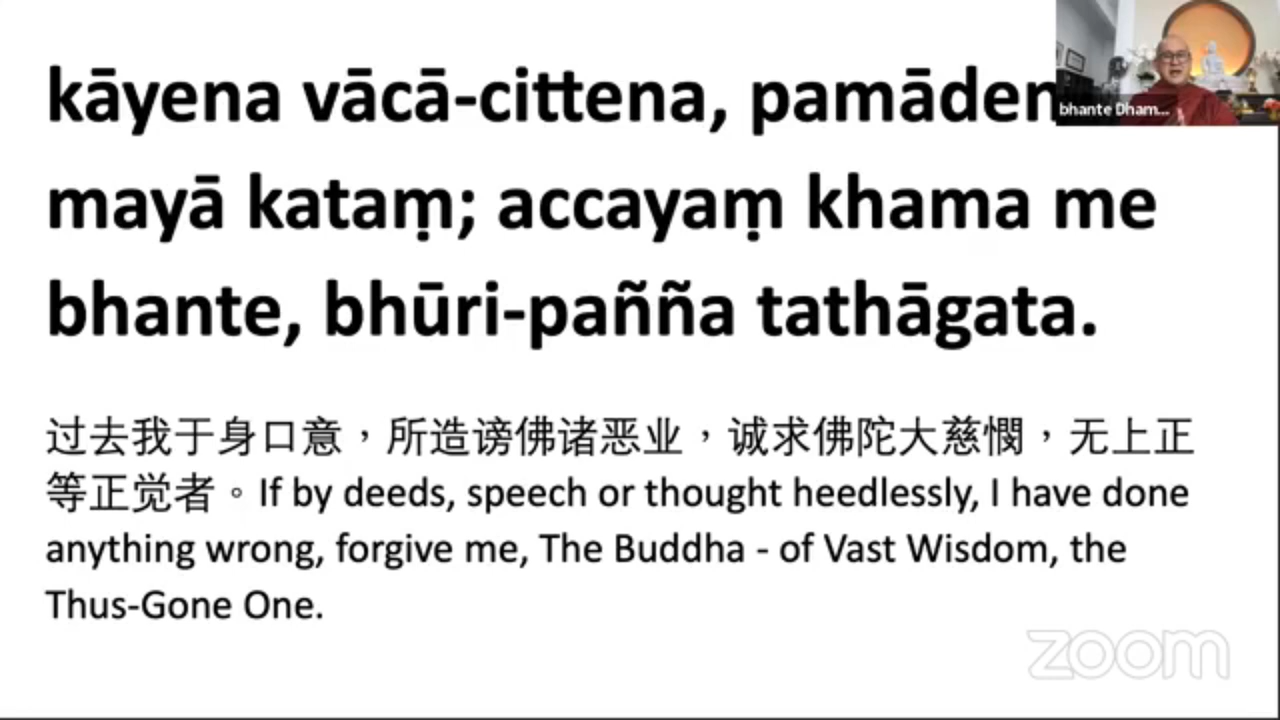 kāyena vācā-cittena, pamāden
mayā kataṃ; accayaṃ khama me
bhante, bhūri-pañña tathāgata.
过去我于身口意，所造谤佛诸恶业，诚求佛陀大慈憫，无上正
等正觉者。If by deeds, speech or thought heedlessly, I have done
anything wrong, forgive me, The Buddha - of Vast Wisdom, the
Thus-Gone One.
bhante Dham...
zoom